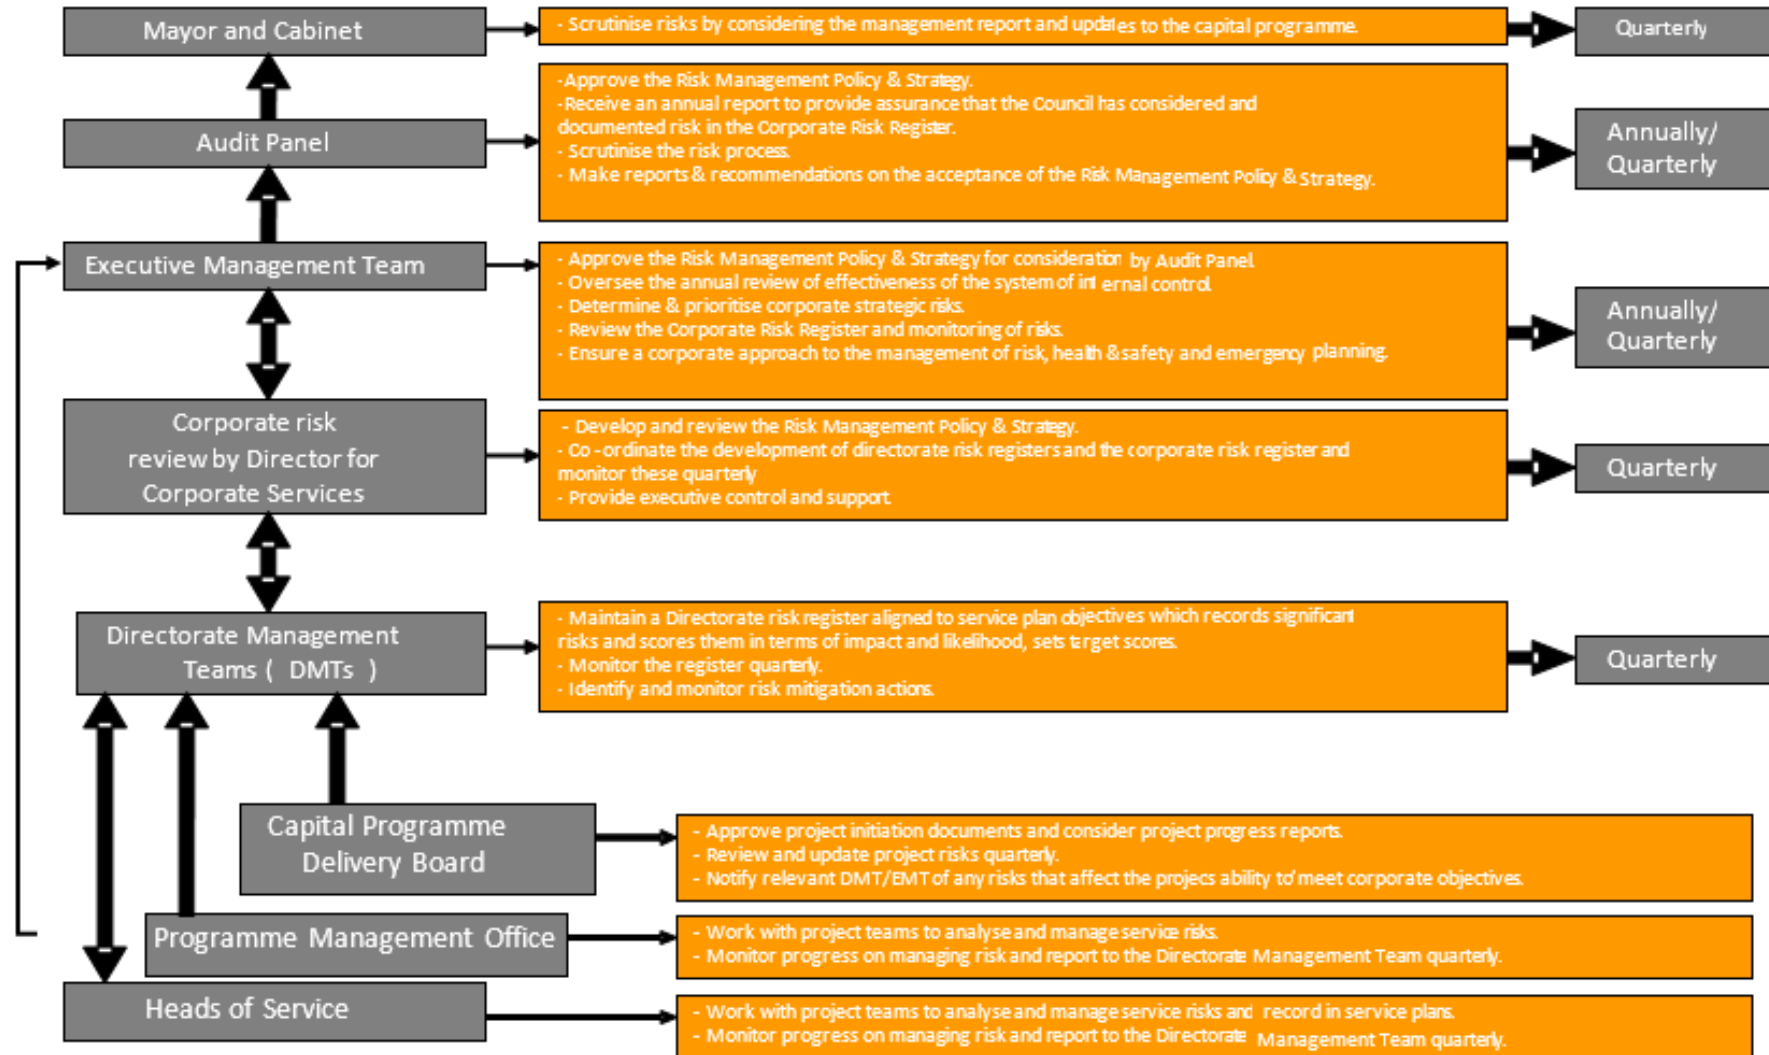 Mayor and Cabinet
- Scrutinise risks by considering the management report and updates to the capital programme.
Quarterly
Audit Panel
-Approve the Risk Management Policy & Strategy.
-Receive an annual report to provide assurance that the Council has considered and
documented risk in the Corporate Risk Register.
- Scrutinise the risk process.
- Make reports & recommendations on the acceptance of the Risk Management Policy & Strategy.
Annually/
Quarterly
Executive Management Team
- Approve the Risk Management Policy & Strategy for consideration by Audit Panel.
- Oversee the annual review of effectiveness of the system of internal control.
- Determine & prioritise corporate strategic risks.
- Review the Corporate Risk Register and monitoring of risks.
- Ensure a corporate approach to the management of risk, health & safety and emergency planning.
Annually/
Quarterly
Corporate risk
review by Director for
Corporate Services
- Develop and review the Risk Management Policy & Strategy.
- Co-ordinate the development of directorate risk registers and the corporate risk register and
monitor these quarterly
- Provide executive control and support
Quarterly
Directorate Management
Teams ( DMTs )
- Maintain a Directorate risk register aligned to service plan objectives which records significant
risks and scores them in terms of impact and likelihood, sets target scores.
- Monitor the register quarterly.
- Identify and monitor risk mitigation actions.
Quarterly
Capital Programme
Delivery Board
- Approve project initiation documents and consider project progress reports.
- Review and update project risks quarterly.
- Notify relevant DMT/EMT of any risks that affect the projecs ability to' meet corporate objectives.
Programme Management Office
- Work with project teams to analyse and manage service risks.
- Monitor progress on managing risk and report to the Directorate Management Team quarterly.
Heads of Service
- Work with project teams to analyse and manage service risks and record in service plans.
- Monitor progress on managing risk and report to the Directorate Management Team quarterly.